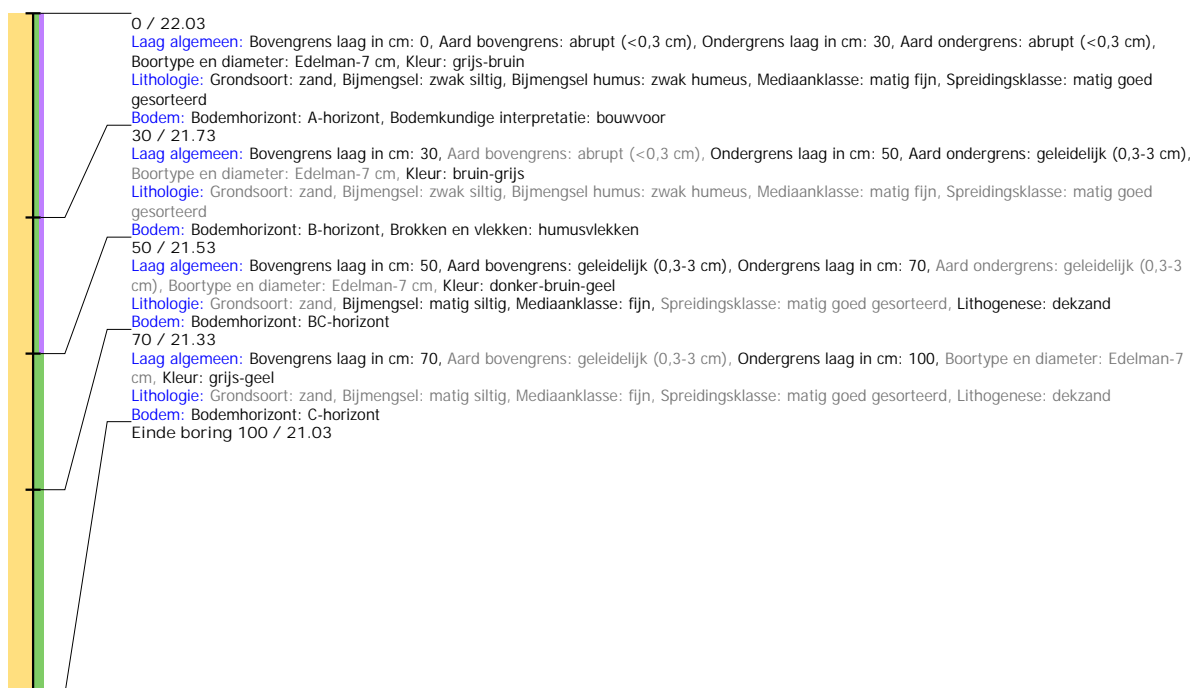 0 / 22.03
Laag algemeen: Bovengrens laag in cm: 0, Aard bovengrens: abrupt (<0,3 cm), Ondergrens laag in cm: 30, Aard ondergrens: abrupt (<0,3 cm),
Boortype en diameter: Edelman-7 cm, Kleur: grijs-bruin
Lithologie: Grondsoort: zand, Bijmengsel: zwak siltig, Bijmengsel humus: zwak humeus, Mediaanklasse: matig fijn, Spreidingsklasse: matig goed
gesorteerd
Bodem: Bodemhorizont: A-horizont, Bodemkundige interpretatie: bouwvoor
30 / 21.73
Laag algemeen: Bovengrens laag in cm: 30, Aard bovengrens: abrupt (<0,3 cm), Ondergrens laag in cm: 50, Aard ondergrens: geleidelijk (0,3-3 cm),
Boortype en diameter: Edelman-7 cm, Kleur: bruin-grijs
Lithologie: Grondsoort: zand, Bijmengsel: zwak siltig, Bijmengsel humus: zwak humeus, Mediaanklasse: matig fijn, Spreidingsklasse: matig goed
gesorteerd
Bodem: Bodemhorizont: B-horizont, Brokken en vlekken: humusvlekken
50 / 21.53
Laag algemeen: Bovengrens laag in cm: 50, Aard bovengrens: geleidelijk (0,3-3 cm), Ondergrens laag in cm: 70, Aard ondergrens: geleidelijk (0,3-3
cm), Boortype en diameter: Edelman-7 cm, Kleur: donker-bruin-geel
Lithologie: Grondsoort: zand, Bijmengsel: matig siltig, Mediaanklasse: fijn, Spreidingsklasse: matig goed gesorteerd, Lithogenese: dekzand
Bodem: Bodemhorizont: BC-horizont
70 / 21.33
Laag algemeen: Bovengrens laag in cm: 70, Aard bovengrens: geleidelijk (0,3-3 cm), Ondergrens laag in cm: 100, Boortype en diameter: Edelman-7
cm, Kleur: grijs-geel
Lithologie: Grondsoort: zand, Bijmengsel: matig siltig, Mediaanklasse: fijn, Spreidingsklasse: matig goed gesorteerd, Lithogenese: dekzand
Bodem: Bodemhorizont: C-horizont
Einde boring 100 / 21.03